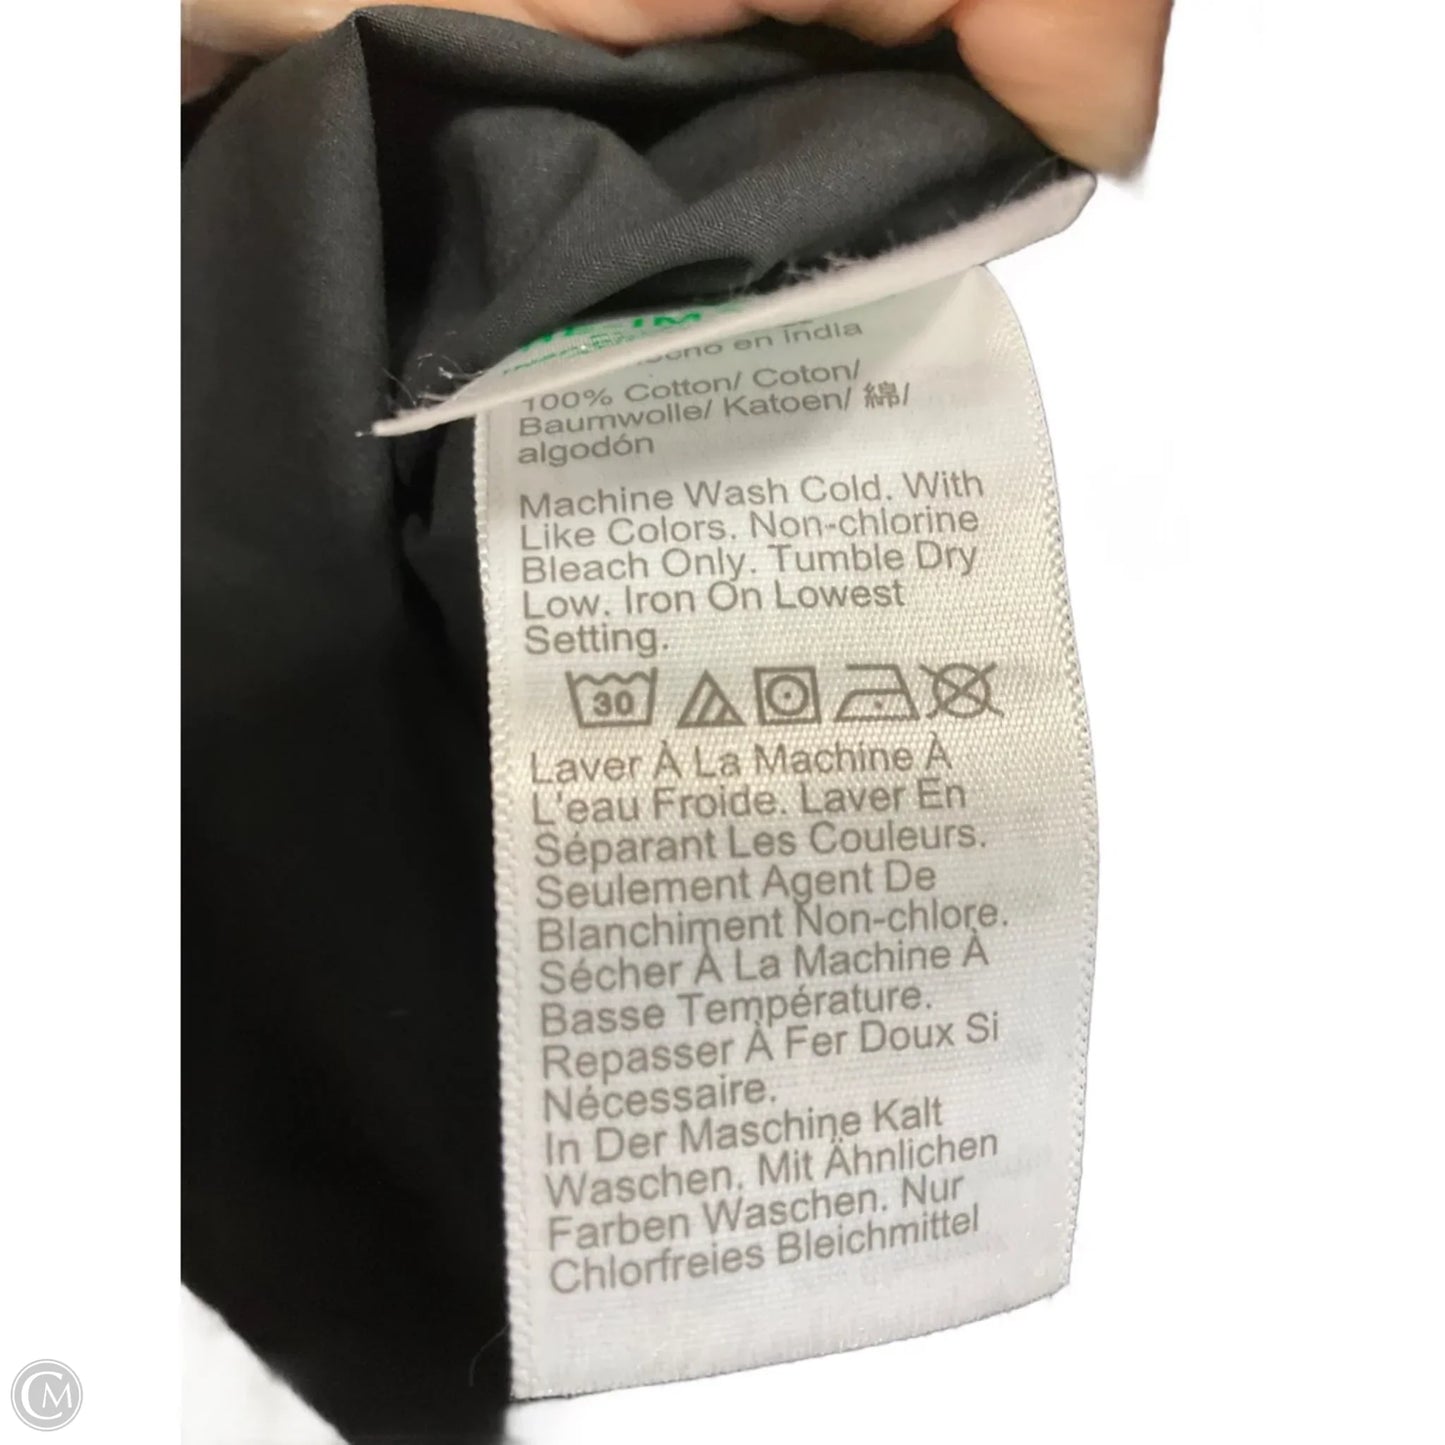 en India
100% Cotton/ Coton/
Baumwolle/ Katoen/ 綿/
algodón
Machine Wash Cold. With
Like Colors. Non-chlorine
Bleach Only. Tumble Dry
Low. Iron On Lowest
Setting.
30
Laver À La Machine À
L'eau Froide. Laver En
Séparant Les Couleurs.
Seulement Agent De
Blanchiment Non-chlore.
Sécher À La Machine À
Basse Température.
Repasser À Fer Doux Si
Nécessaire.
In Der Maschine Kalt
Waschen. Mit Ähnlichen
Farben Waschen. Nur
Chlorfreies Bleichmittel
CM